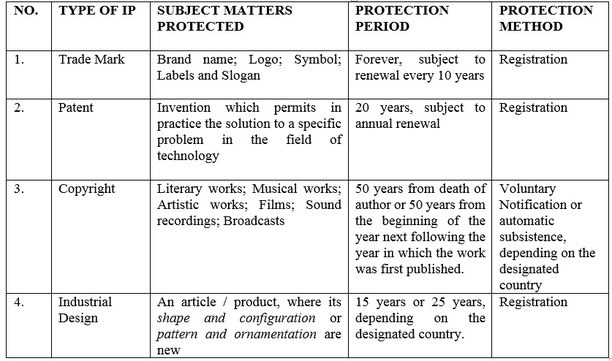 NO. TYPE OF IP SUBJECT MATTERS PROTECTION PROTECTION
PROTECTED PERIOD METHOD
1. Trade Mark Brand name; Logo; Symbol; Forever, subject to Registration
Labels and Slogan renewal every 10 years
2. Patent Invention which permits in 20 years, subject to Registration
practice the solution to a specific annual renewal
problem in the field of
technology
3. Copyright Literary works; Musical works; 50 years from death of Voluntary
Artistic works; Films; Sound author or 50 years from Notification or
recordings; Broadcasts the beginning of the automatic
year next following the subsistence,
year in which the work depending on the
was first published. designated
country
4. Industrial An article / product, where its 15 years or 25 years, Registration
Design shape and configuration or depending on the
pattern and ornamentation are designated country.
new